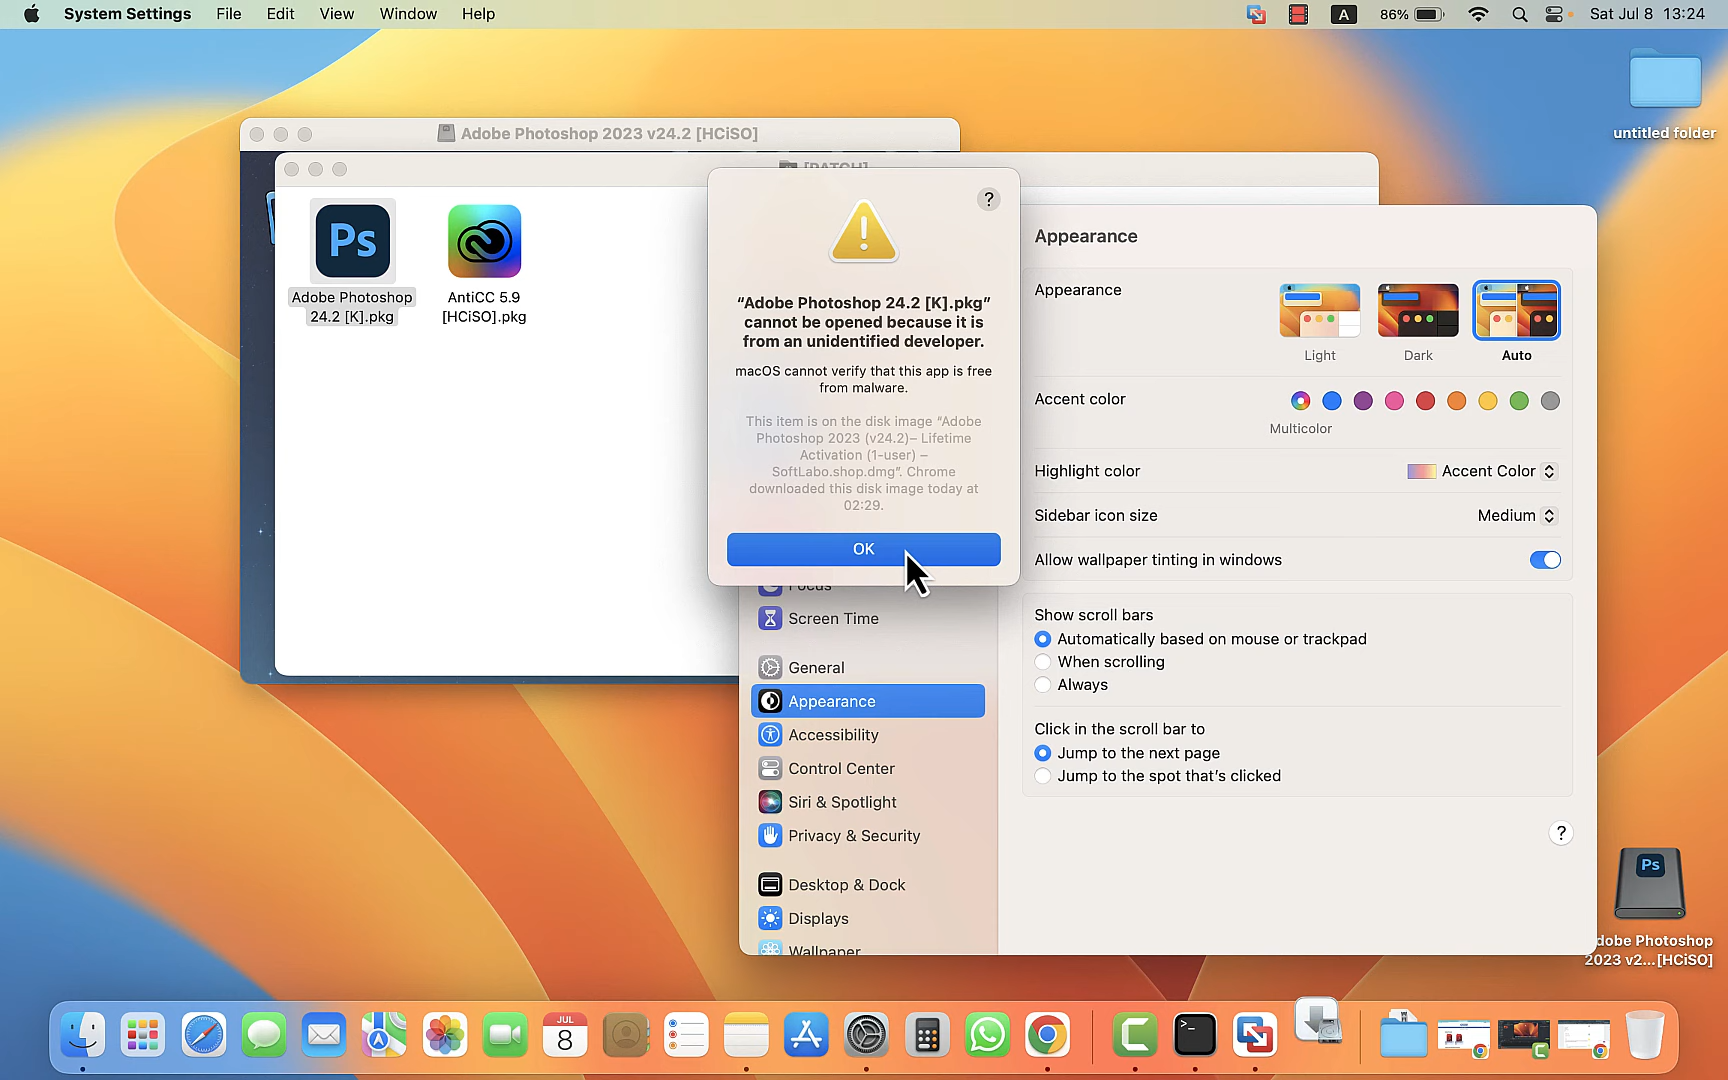 System Settings File Edit View Window Help
A 86% Sat Jul 8 13:24
untitled folder
Adobe Photoshop 2023 v24.2 [HCiSO]
[PATCH]
Ps
Adobe Photoshop
24.2 [K].pkg
AntiCC 5.9
[HCiSO].pkg
?
“Adobe Photoshop 24.2 [K].pkg”
cannot be opened because it is
from an unidentified developer.
macOS cannot verify that this app is free
from malware.
This item is on the disk image “Adobe
Photoshop 2023 (v24.2)– Lifetime
Activation (1-user) –
SoftLabo.shop.dmg”. Chrome
downloaded this disk image today at
02:29.
OK
Focus
Screen Time
General
Appearance
Accessibility
Control Center
Siri & Spotlight
Privacy & Security
Desktop & Dock
Displays
Wallpaper
Appearance
Appearance
Light Dark Auto
Accent color
Multicolor
Highlight color Accent Color
Sidebar icon size Medium
Allow wallpaper tinting in windows
Show scroll bars
Automatically based on mouse or trackpad
When scrolling
Always
Click in the scroll bar to
Jump to the next page
Jump to the spot that’s clicked
?
Ps
dobe Photoshop
2023 v2...[HCiSO]
JUL
8
>_